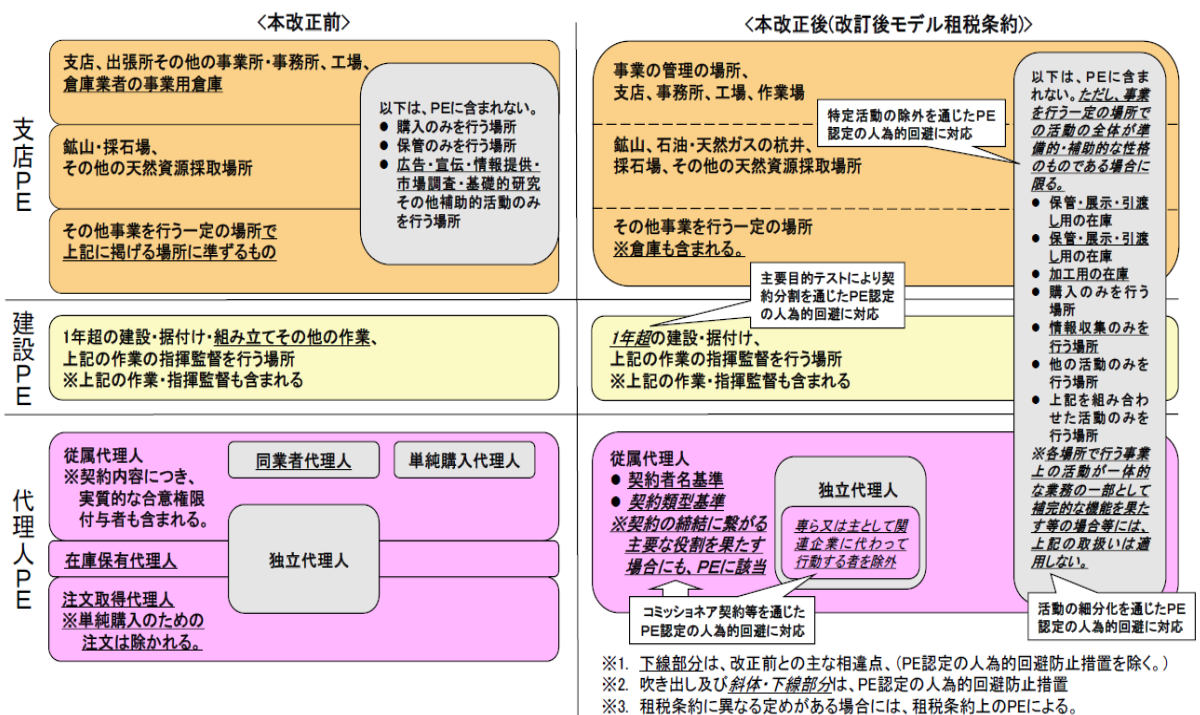 <本改正前>
支店PE
支店、出張所その他の事業所・事務所、工場、
倉庫業者の事業用倉庫
鉱山・採石場、
その他の天然資源採取場所
その他事業を行う一定の場所で
上記に掲げる場所に準ずるもの
以下は、PEに含まれない。
● 購入のみを行う場所
● 保管のみを行う場所
● 広告・宣伝・情報提供・
市場調査・基礎的研究
その他補助的活動のみ
を行う場所
建設PE
1年超の建設・据付け・組み立てその他の作業、
上記の作業の指揮監督を行う場所
※上記の作業・指揮監督も含まれる
代理人PE
従属代理人
※契約内容につき、
実質的な合意権限
付与者も含まれる。
同業者代理人
単純購入代理人
独立代理人
在庫保有代理人
注文取得代理人
※単純購入のための
注文は除かれる。
<本改正後(改訂後モデル租税条約)>
事業の管理の場所、
支店、事務所、工場、作業場
鉱山、石油・天然ガスの杭井、
採石場、その他の天然資源採取場所
その他事業を行う一定の場所
※倉庫も含まれる。
特定活動の除外を通じたPE
認定の人為的回避に対応
主要目的テストにより契
約分割を通じたPE認定
の人為的回避に対応
1年超の建設・据付け、
上記の作業の指揮監督を行う場所
※上記の作業・指揮監督も含まれる
従属代理人
● 契約者名基準
● 契約類型基準
※契約の締結に繋がる
主要な役割を果たす
場合にも、PEに該当
独立代理人
専ら又は主として関
連企業に代わって
行動する者を除外
コミッショネア契約等を通じた
PE認定の人為的回避に対応
以下は、PEに含ま
れない。ただし、事業
を行う一定の場所で
の活動の全体が準
備的・補助的な性格
のものである場合に
限る。
● 保管・展示・引渡
し用の在庫
● 保管・展示・引渡
し用の在庫
● 加工用の在庫
● 購入のみを行う
場所
● 情報収集のみを
行う場所
● 他の活動のみを
行う場所
● 上記を組み合わ
せた活動のみを
行う場所
※各場所で行う事業
上の活動が一体的
な業務の一部として
補完的な機能を果た
す等の場合等には、
上記の取扱いは適
用しない。
活動の細分化を通じたPE
認定の人為的回避に対応
※1. 下線部分は、改正前との主な相違点、(PE認定の人為的回避防止措置を除く。)
※2. 吹き出し及び斜体・下線部分は、PE認定の人為的回避防止措置
※3. 租税条約に異なる定めがある場合には、租税条約上のPEによる。